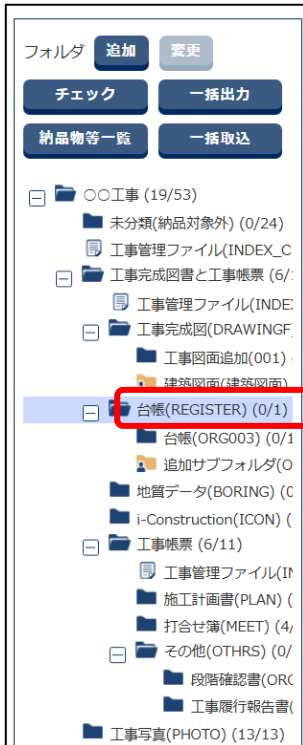 フォルダ 追加 変更
チェック 一括出力
納品物等一覧 一括取込
○○工事 (19/53)
未分類(納品対象外) (0/24)
工事管理ファイル(INDEX_C
工事完成図書と工事帳票 (6/
工事管理ファイル(INDE
工事完成図(DRAWINGF
工事図面追加(001)
建築図面(建築図面)
台帳(REGISTER) (0/1)
台帳(ORG003) (0/1
追加サブフォルダ(O
地質データ(BORING) (0
i-Construction(ICON) (
工事帳票 (6/11)
工事管理ファイル(IN
施工計画書(PLAN) (
打合せ簿(MEET) (4/
その他(OTHRS) (0/
段階確認書(ORG
工事履行報告書(
工事写真(PHOTO) (13/13)